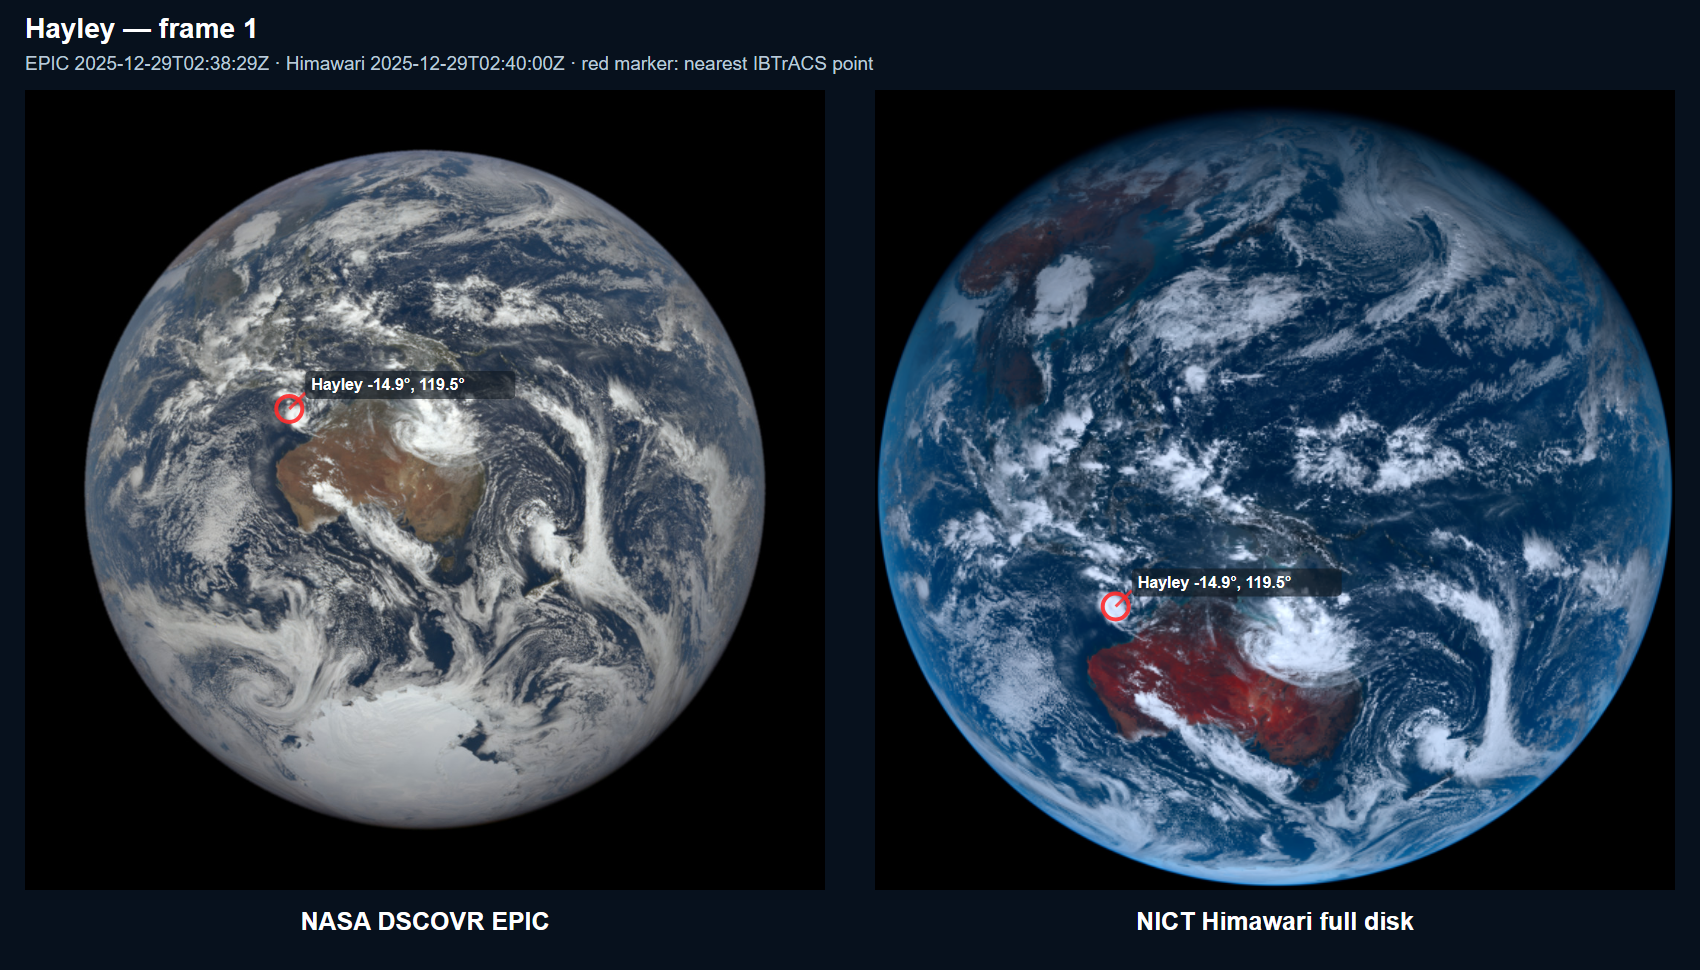 Hayley — frame 1
EPIC 2025-12-29T02:38:29Z · Himawari 2025-12-29T02:40:00Z · red marker: nearest IBTrACS point
Hayley -14.9°, 119.5°
Hayley -14.9°, 119.5°
NASA DSCOVR EPIC
NICT Himawari full disk